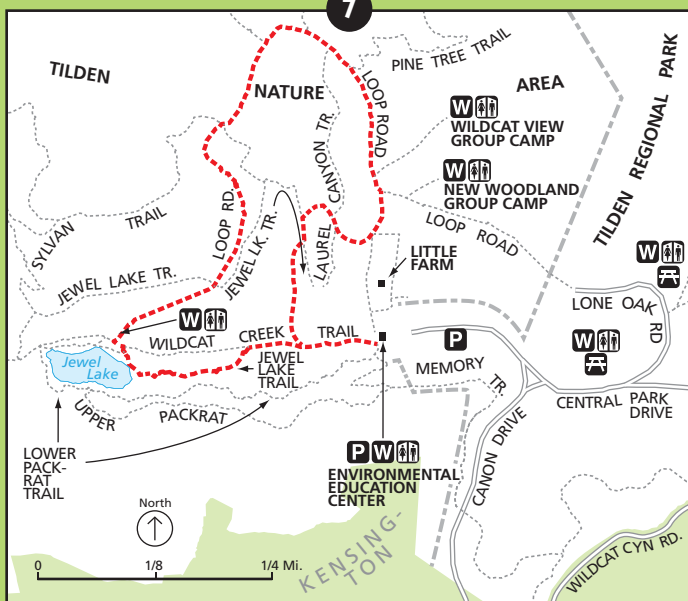 7
TILDEN
NATURE
AREA
TILDEN REGIONAL PARK
PINE TREE TRAIL
LOOP ROAD
CANYON TR.
LAUREL
W
WILDCAT VIEW
GROUP CAMP
W
NEW WOODLAND
GROUP CAMP
LOOP ROAD
SYLVAN TRAIL
LOOP RD.
JEWEL LK. TR.
JEWEL LAKE TR.
LITTLE
FARM
W
LONE OAK
RD
W
WILDCAT CREEK TRAIL
P
MEMORY
TR.
Jewel
Lake
JEWEL
LAKE
TRAIL
CENTRAL PARK
DRIVE
UPPER PACKRAT
CANON DRIVE
LOWER
PACK-
RAT
TRAIL
W
P W
ENVIRONMENTAL
EDUCATION
CENTER
North
KENSING-
TON
WILDCAT CYN RD.
0 1/8 1/4 Mi.